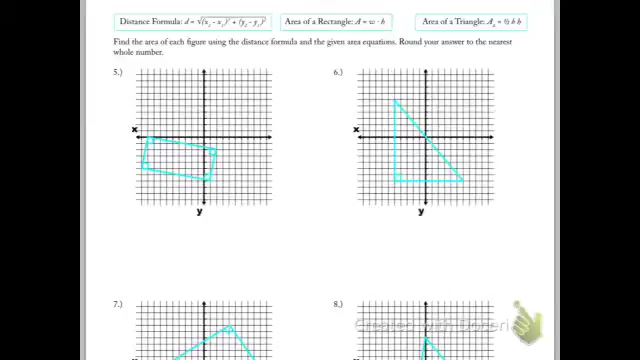 Distance Formula: d = √(x₂ - x₁)² + (y₂ - y₁)²
Area of a Rectangle: A = w · h
Area of a Triangle: A = ½ b h
Find the area of each figure using the distance formula and the given area equations. Round your answer to the nearest
whole number.
5.)
6.)
x
x
y
y
7.)
8.)
Created with Doceri